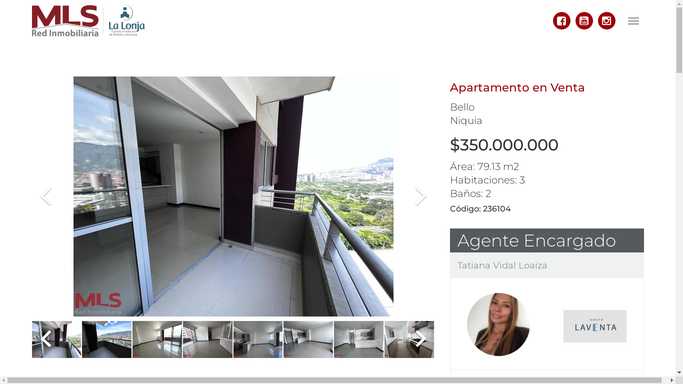 MLS
Red Inmobiliaria
La Lonja
Apartamento en Venta
Bello
Niquia
$350.000.000
Área: 79.13 m2
Habitaciones: 3
Baños: 2
Código: 236104
Agente Encargado
Tatiana Vidal Loaiza
LAVENTA
MLS
Red Inmobiliaria